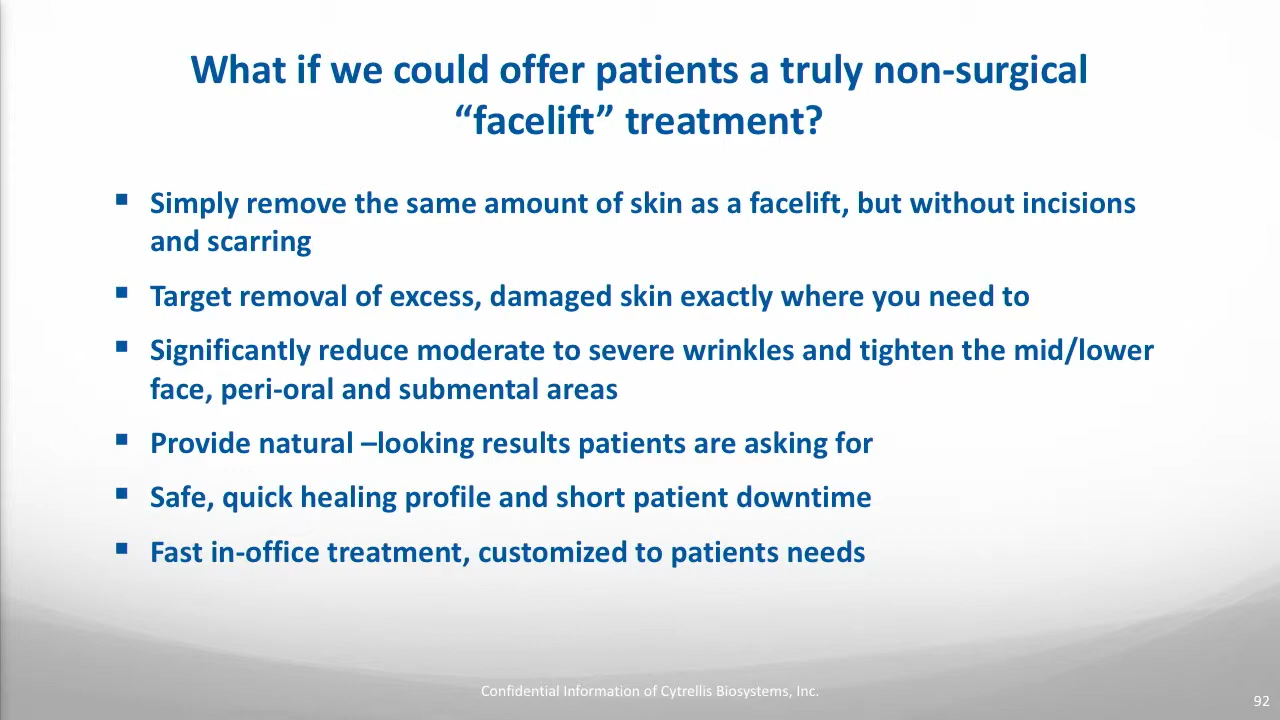 What if we could offer patients a truly non-surgical
“facelift” treatment?
▪ Simply remove the same amount of skin as a facelift, but without incisions
and scarring
▪ Target removal of excess, damaged skin exactly where you need to
▪ Significantly reduce moderate to severe wrinkles and tighten the mid/lower
face, peri-oral and submental areas
▪ Provide natural –looking results patients are asking for
▪ Safe, quick healing profile and short patient downtime
▪ Fast in-office treatment, customized to patients needs
Confidential Information of Cytrellis Biosystems, Inc.
92